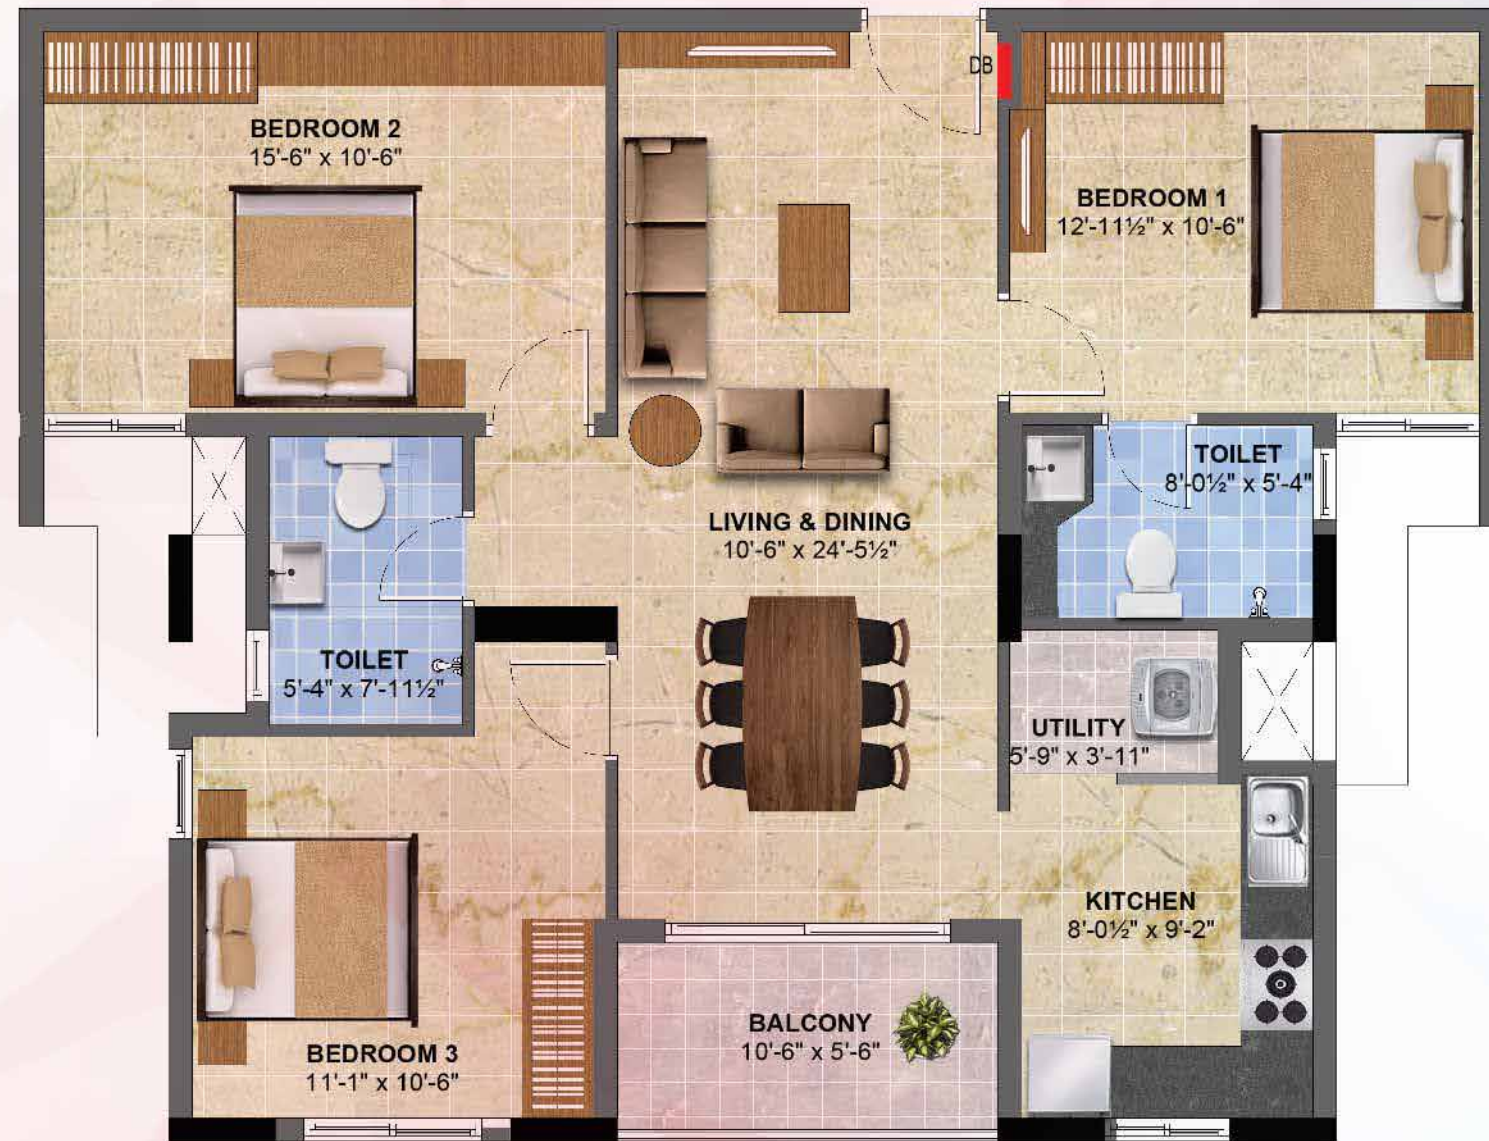 DB
BEDROOM 2
15'-6" x 10'-6"
BEDROOM 1
12'-11½" x 10'-6"
TOILET
8'-0½" x 5'-4"
LIVING & DINING
10'-6" x 24'-5½"
TOILET
5'-4" x 7'-11½"
UTILITY
5'-9" x 3'-11"
KITCHEN
8'-0½" x 9'-2"
BALCONY
10'-6" x 5'-6"
BEDROOM 3
11'-1" x 10'-6"